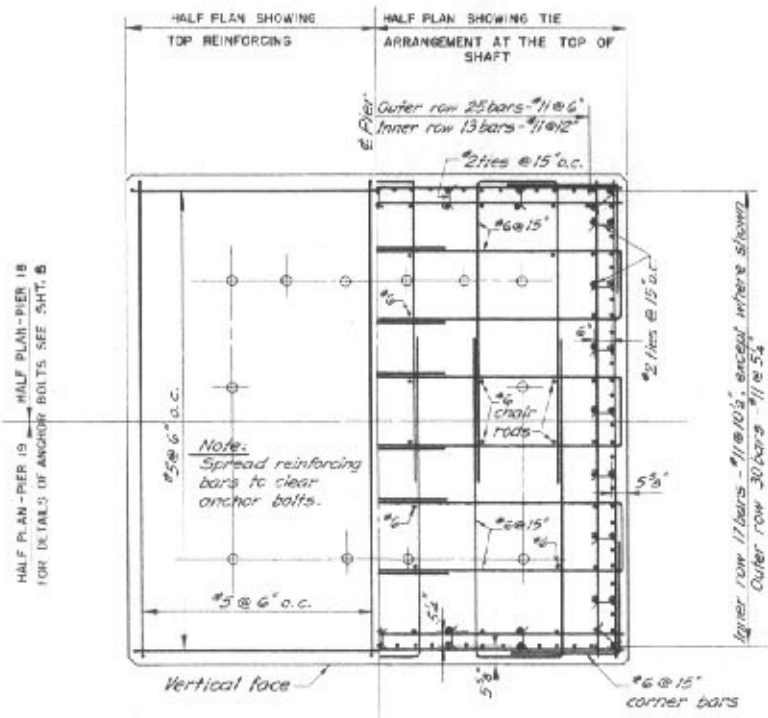 HALF PLAN SHOWING
TOP REINFORCING
HALF PLAN SHOWING TIE
ARRANGEMENT AT THE TOP OF
SHAFT
℄ Pier
Outer row 25 bars-#11@6"
Inner row 13 bars-#11@12"
#2 ties @ 15" o.c.
#6@15"
#6
#2 ties @ 15" o.c.
HALF PLAN-PIER 18
HALF PLAN-PIER 19
FOR DETAILS OF ANCHOR BOLTS SEE SHT. 8
#5@ 6" o.c.
Note:
Spread reinforcing
bars to clear
anchor bolts.
#6
chair
rods
5⅝"
#6
#6@15"
#6
#5 @ 6" o.c.
5¼"
5⅝"
Inner row 17 bars - #11@10½", except where shown
Outer row 30 bars - #11 @ 5¼"
Vertical face
#6 @ 15"
corner bars